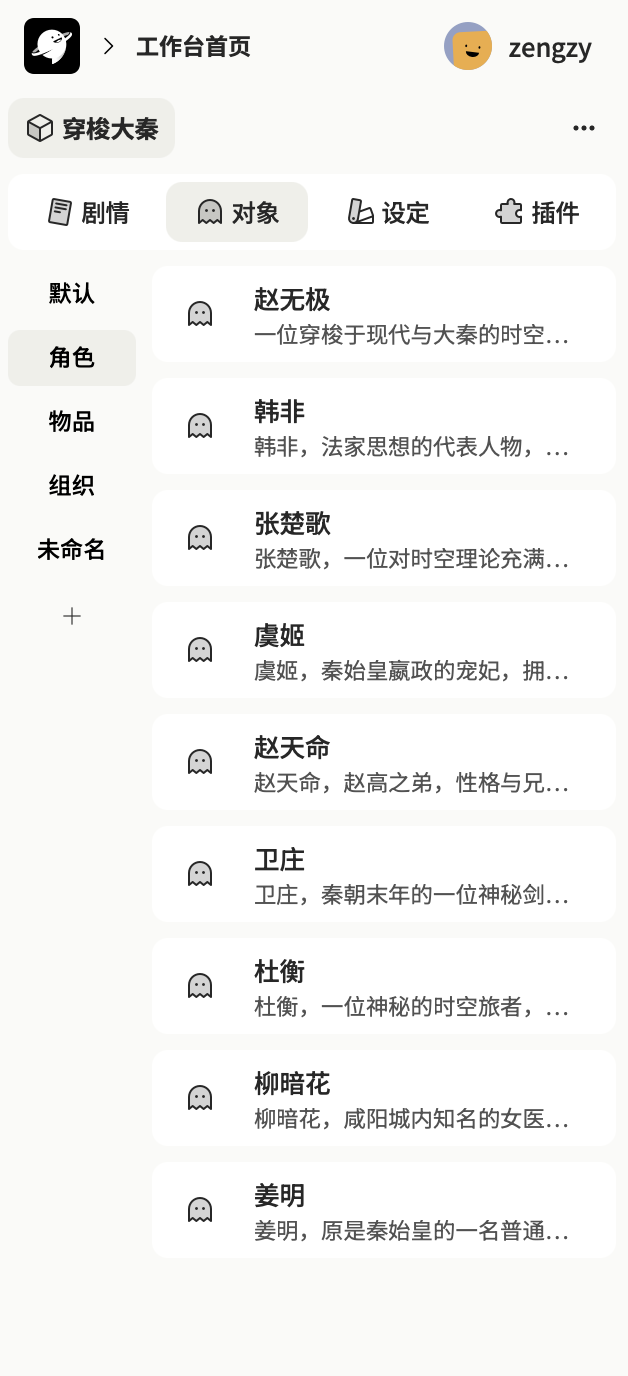 工作台首页
zengzy
穿梭大秦
剧情
对象
设定
插件
默认
角色
物品
组织
未命名
赵无极
一位穿梭于现代与大秦的时空...
韩非
韩非，法家思想的代表人物，...
张楚歌
张楚歌，一位对时空理论充满...
虞姬
虞姬，秦始皇嬴政的宠妃，拥...
赵天命
赵天命，赵高之弟，性格与兄...
卫庄
卫庄，秦朝末年的一位神秘剑...
杜衡
杜衡，一位神秘的时空旅者，...
柳暗花
柳暗花，咸阳城内知名的女医...
姜明
姜明，原是秦始皇的一名普通...